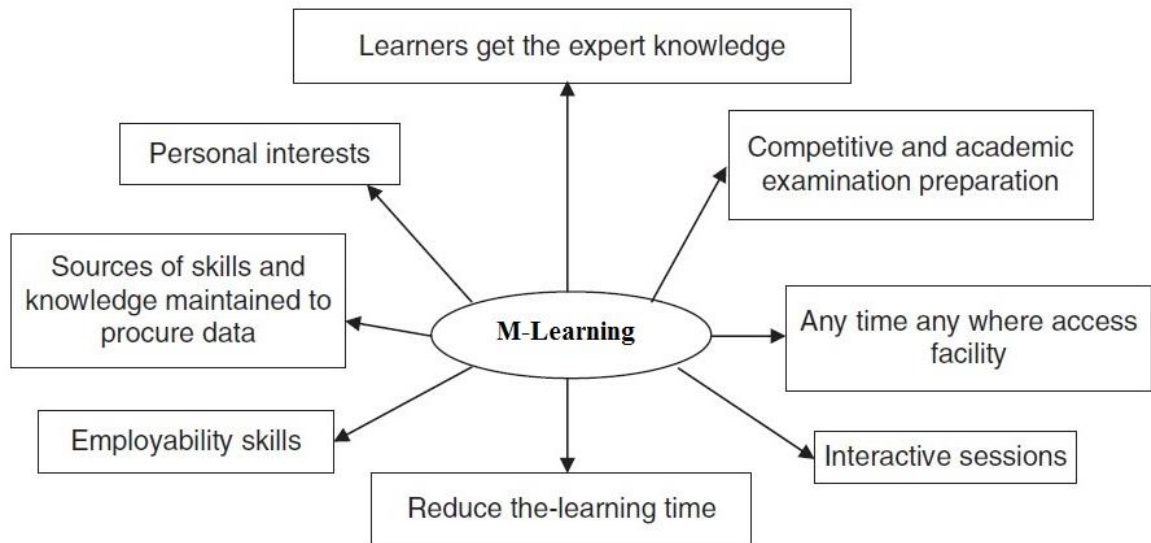 Learners get the expert knowledge
Personal interests
Competitive and academic
examination preparation
Sources of skills and
knowledge maintained to
procure data
M-Learning
Any time any where access
facility
Employability skills
Interactive sessions
Reduce the-learning time